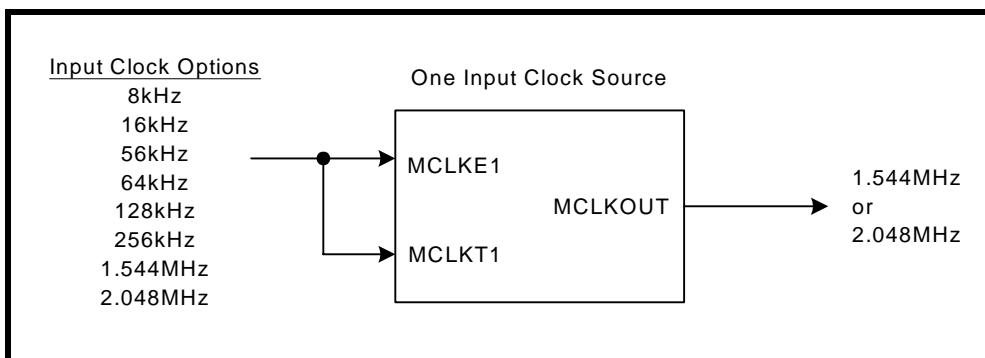 Input Clock Options
8kHz
16kHz
56kHz
64kHz
128kHz
256kHz
1.544MHz
2.048MHz
One Input Clock Source
MCLKE1
MCLKT1
MCLKOUT
1.544MHz
or
2.048MHz